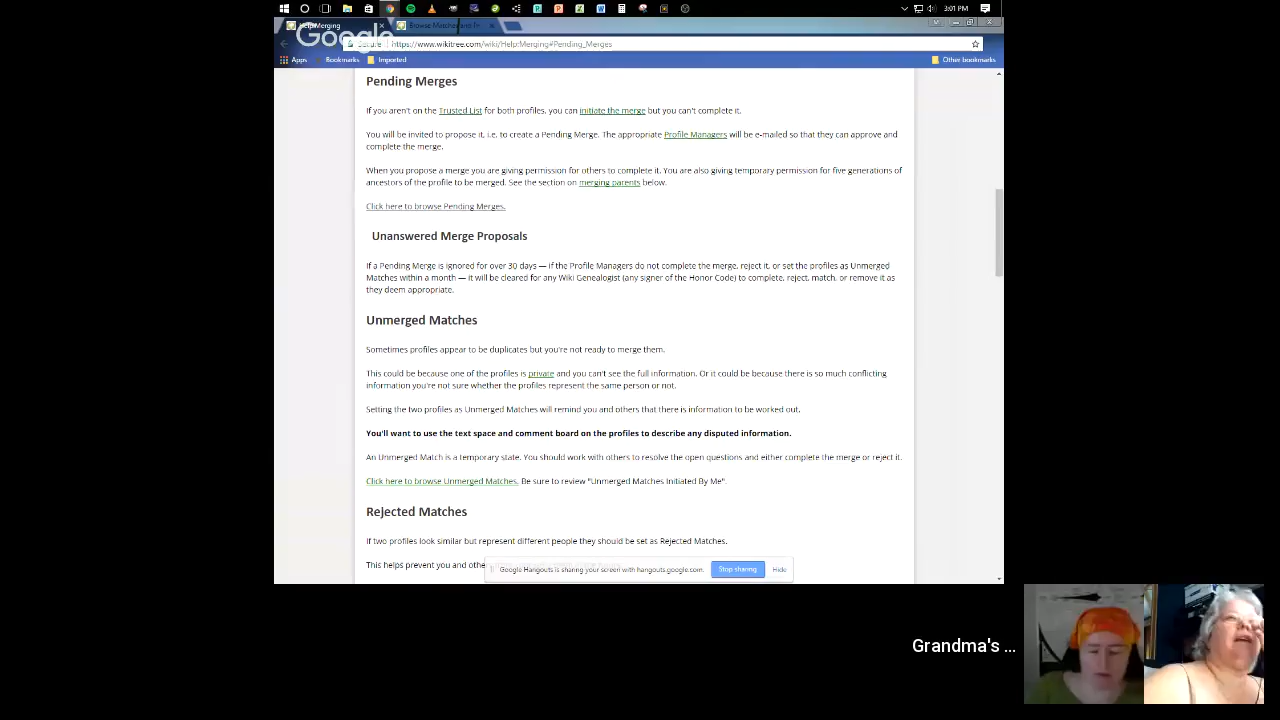 3:01 PM
Help:Merging
Browse Matches
Google
https://www.wikitree.com/wiki/Help:Merging#Pending_Merges
Apps Bookmarks Imported Other bookmarks
Pending Merges
If you aren't on the Trusted List for both profiles, you can initiate the merge but you can't complete it.
You will be invited to propose it, i.e. to create a Pending Merge. The appropriate Profile Managers will be e-mailed so that they can approve and
complete the merge.
When you propose a merge you are giving permission for others to complete it. You are also giving temporary permission for five generations of
ancestors of the profile to be merged. See the section on merging parents below.
Click here to browse Pending Merges.
Unanswered Merge Proposals
If a Pending Merge is ignored for over 30 days — if the Profile Managers do not complete the merge, reject it, or set the profiles as Unmerged
Matches within a month — it will be cleared for any Wiki Genealogist (any signer of the Honor Code) to complete, reject, match, or remove it as
they deem appropriate.
Unmerged Matches
Sometimes profiles appear to be duplicates but you're not ready to merge them.
This could be because one of the profiles is private and you can't see the full information. Or it could be because there is so much conflicting
information you're not sure whether the profiles represent the same person or not.
Setting the two profiles as Unmerged Matches will remind you and others that there is information to be worked out.
You'll want to use the text space and comment board on the profiles to describe any disputed information.
An Unmerged Match is a temporary state. You should work with others to resolve the open questions and either complete the merge or reject it.
Click here to browse Unmerged Matches. Be sure to review "Unmerged Matches Initiated By Me".
Rejected Matches
If two profiles look similar but represent different people they should be set as Rejected Matches.
This helps prevent you and othe
Google Hangouts is sharing your screen with hangouts.google.com. Stop sharing Hide
Grandma's ...